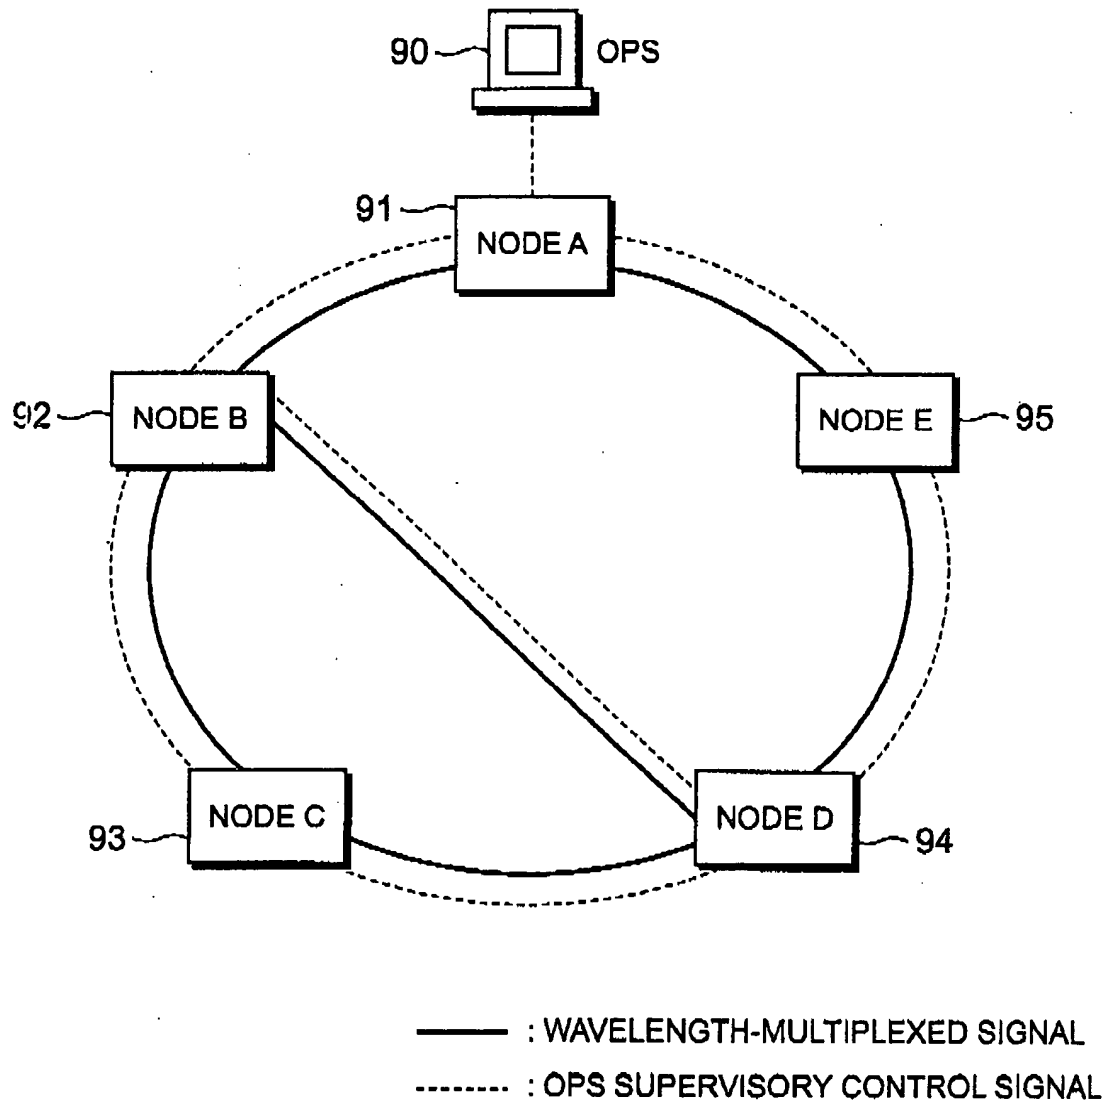 90 OPS
91
NODE A
92 NODE B
NODE E 95
NODE C
93
NODE D
94
: WAVELENGTH-MULTIPLEXED SIGNAL
: OPS SUPERVISORY CONTROL SIGNAL